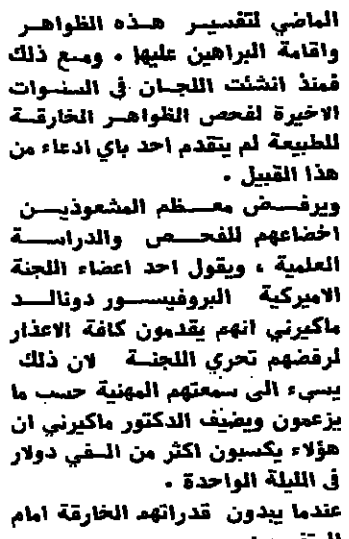 الماضي لتفسير هذه الظواهر
واقامة البراهين عليها . ومع ذلك
فمنذ انشئت اللجان في السنوات
الاخيرة لفحص الظواهر الخارقة
للطبيعة لم يتقدم احد باي ادعاء من
هذا القبيل .
ويرفض معظم المشعوذين
اخضاعهم للفحص والدراسة
العلمية ، ويقول احد اعضاء اللجنة
الاميركية البروفيسور دونالد
ماكيرني انهم يقدمون كافة الاعذار
لرفضهم تحري اللجنة لان ذلك
يسيء الى سمعتهم المهنية حسب ما
يزعمون ويضيف الدكتور ماكيرني ان
هؤلاء يكسبون اكثر من الفي دولار
في الليلة الواحدة .
عندما يبدون قدراتهم الخارقة امام